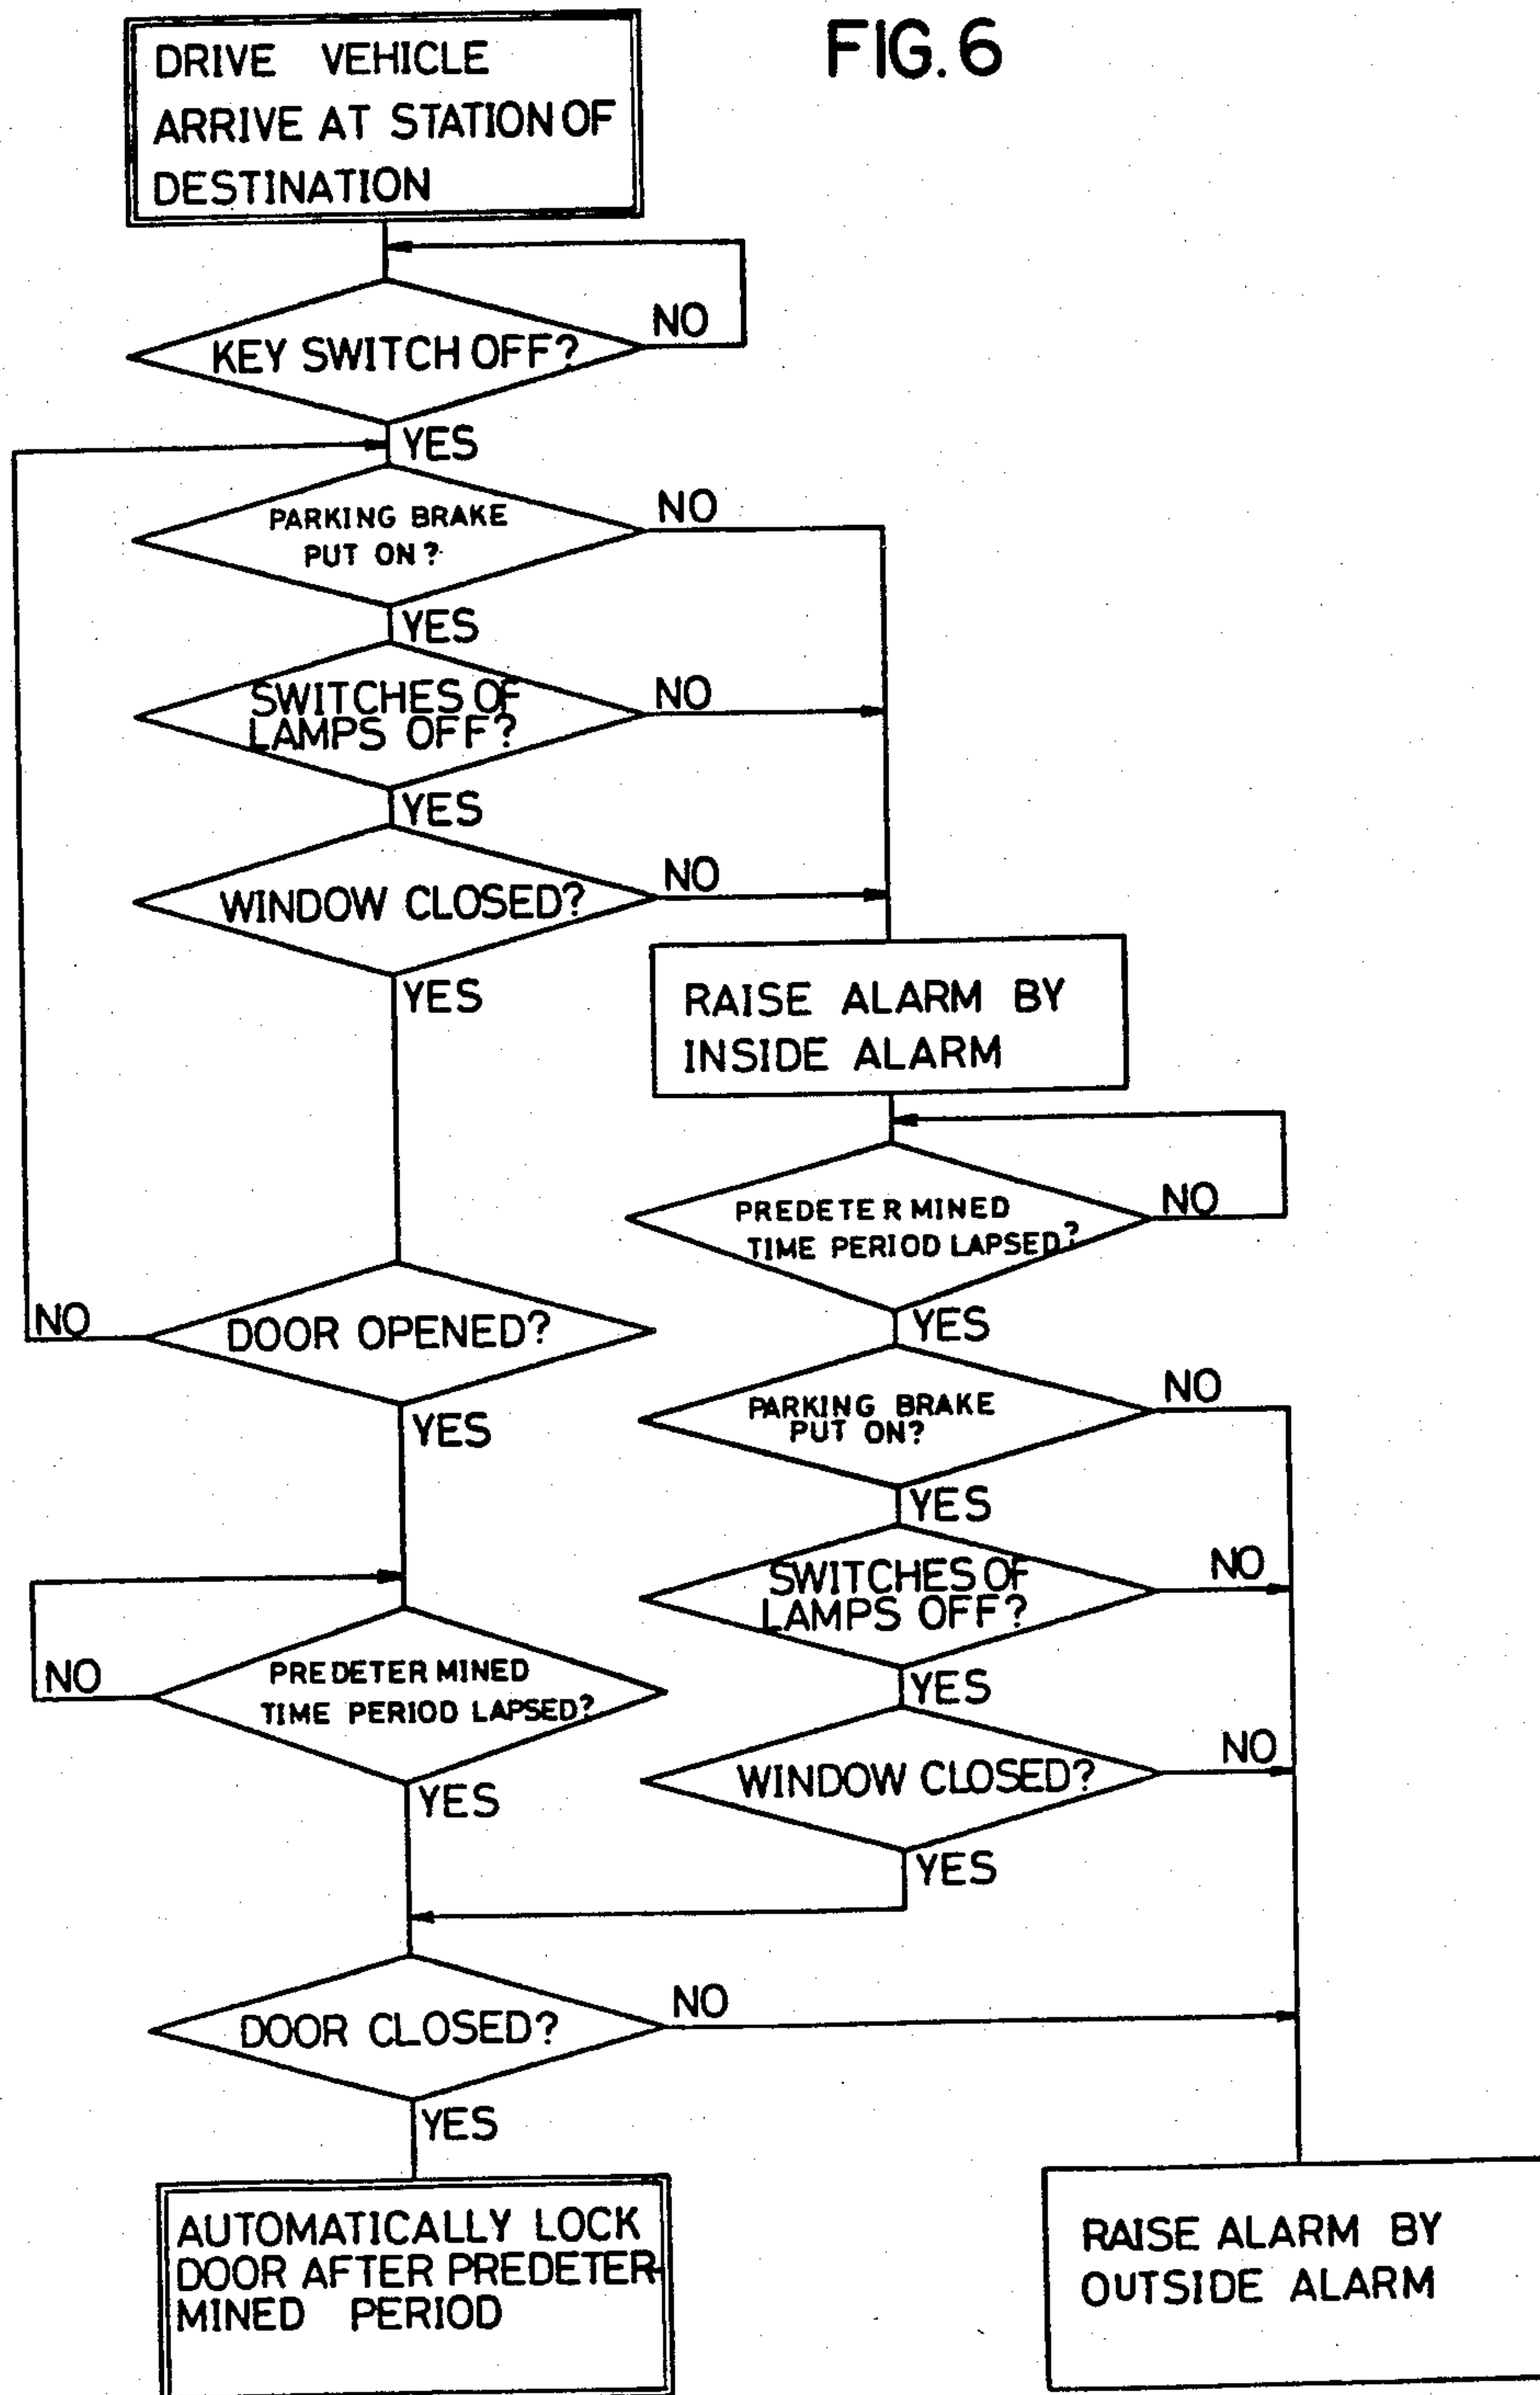 FIG.6
DRIVE VEHICLE
ARRIVE AT STATION OF
DESTINATION
KEY SWITCH OFF?
NO
YES
PARKING BRAKE
PUT ON?
NO
YES
SWITCHES OF
LAMPS OFF?
NO
YES
WINDOW CLOSED?
NO
YES
RAISE ALARM BY
INSIDE ALARM
PREDETERMINED
TIME PERIOD LAPSED?
NO
YES
DOOR OPENED?
NO
YES
PARKING BRAKE
PUT ON?
NO
YES
SWITCHES OF
LAMPS OFF?
NO
YES
PREDETERMINED
TIME PERIOD LAPSED?
NO
YES
WINDOW CLOSED?
NO
YES
DOOR CLOSED?
NO
YES
AUTOMATICALLY LOCK
DOOR AFTER PREDETER-
MINED PERIOD
RAISE ALARM BY
OUTSIDE ALARM